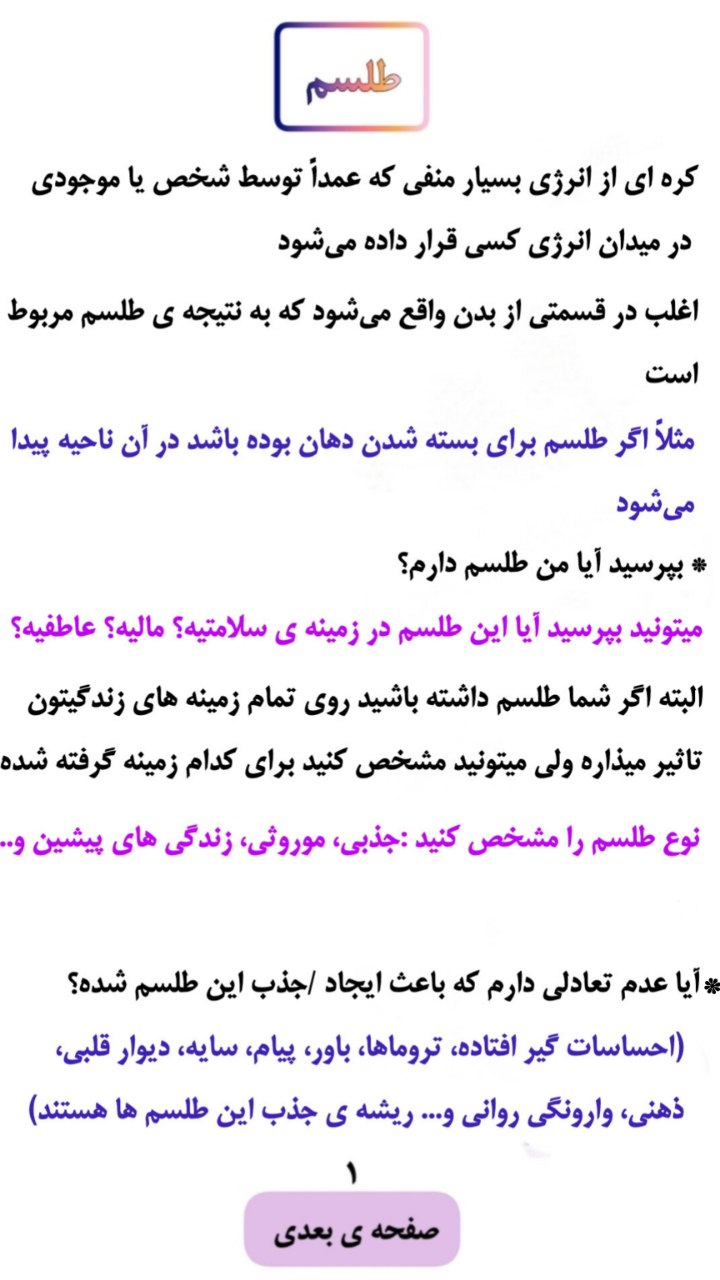 طلسم
کره ای از انرژی بسیار منفی که عمداً توسط شخص یا موجودی
در میدان انرژی کسی قرار داده می‌شود
اغلب در قسمتی از بدن واقع می‌شود که به نتیجه ی طلسم مربوط
است
مثلاً اگر طلسم برای بسته شدن دهان بوده باشد در آن ناحیه پیدا
می‌شود
* بپرسید آیا من طلسم دارم؟
میتونید بپرسید آیا این طلسم در زمینه ی سلامتیه؟ مالیه؟ عاطفیه؟
البته اگر شما طلسم داشته باشید روی تمام زمینه های زندگیتون
تاثیر میذاره ولی میتونید مشخص کنید برای کدام زمینه گرفته شده
نوع طلسم را مشخص کنید :جذبی، موروثی، زندگی های پیشین و..
*آیا عدم تعادلی دارم که باعث ایجاد /جذب این طلسم شده؟
(احساسات گیر افتاده، تروماها، باور، پیام، سایه، دیوار قلبی،
ذهنی، وارونگی روانی و... ریشه ی جذب این طلسم ها هستند)
۱
صفحه ی بعدی